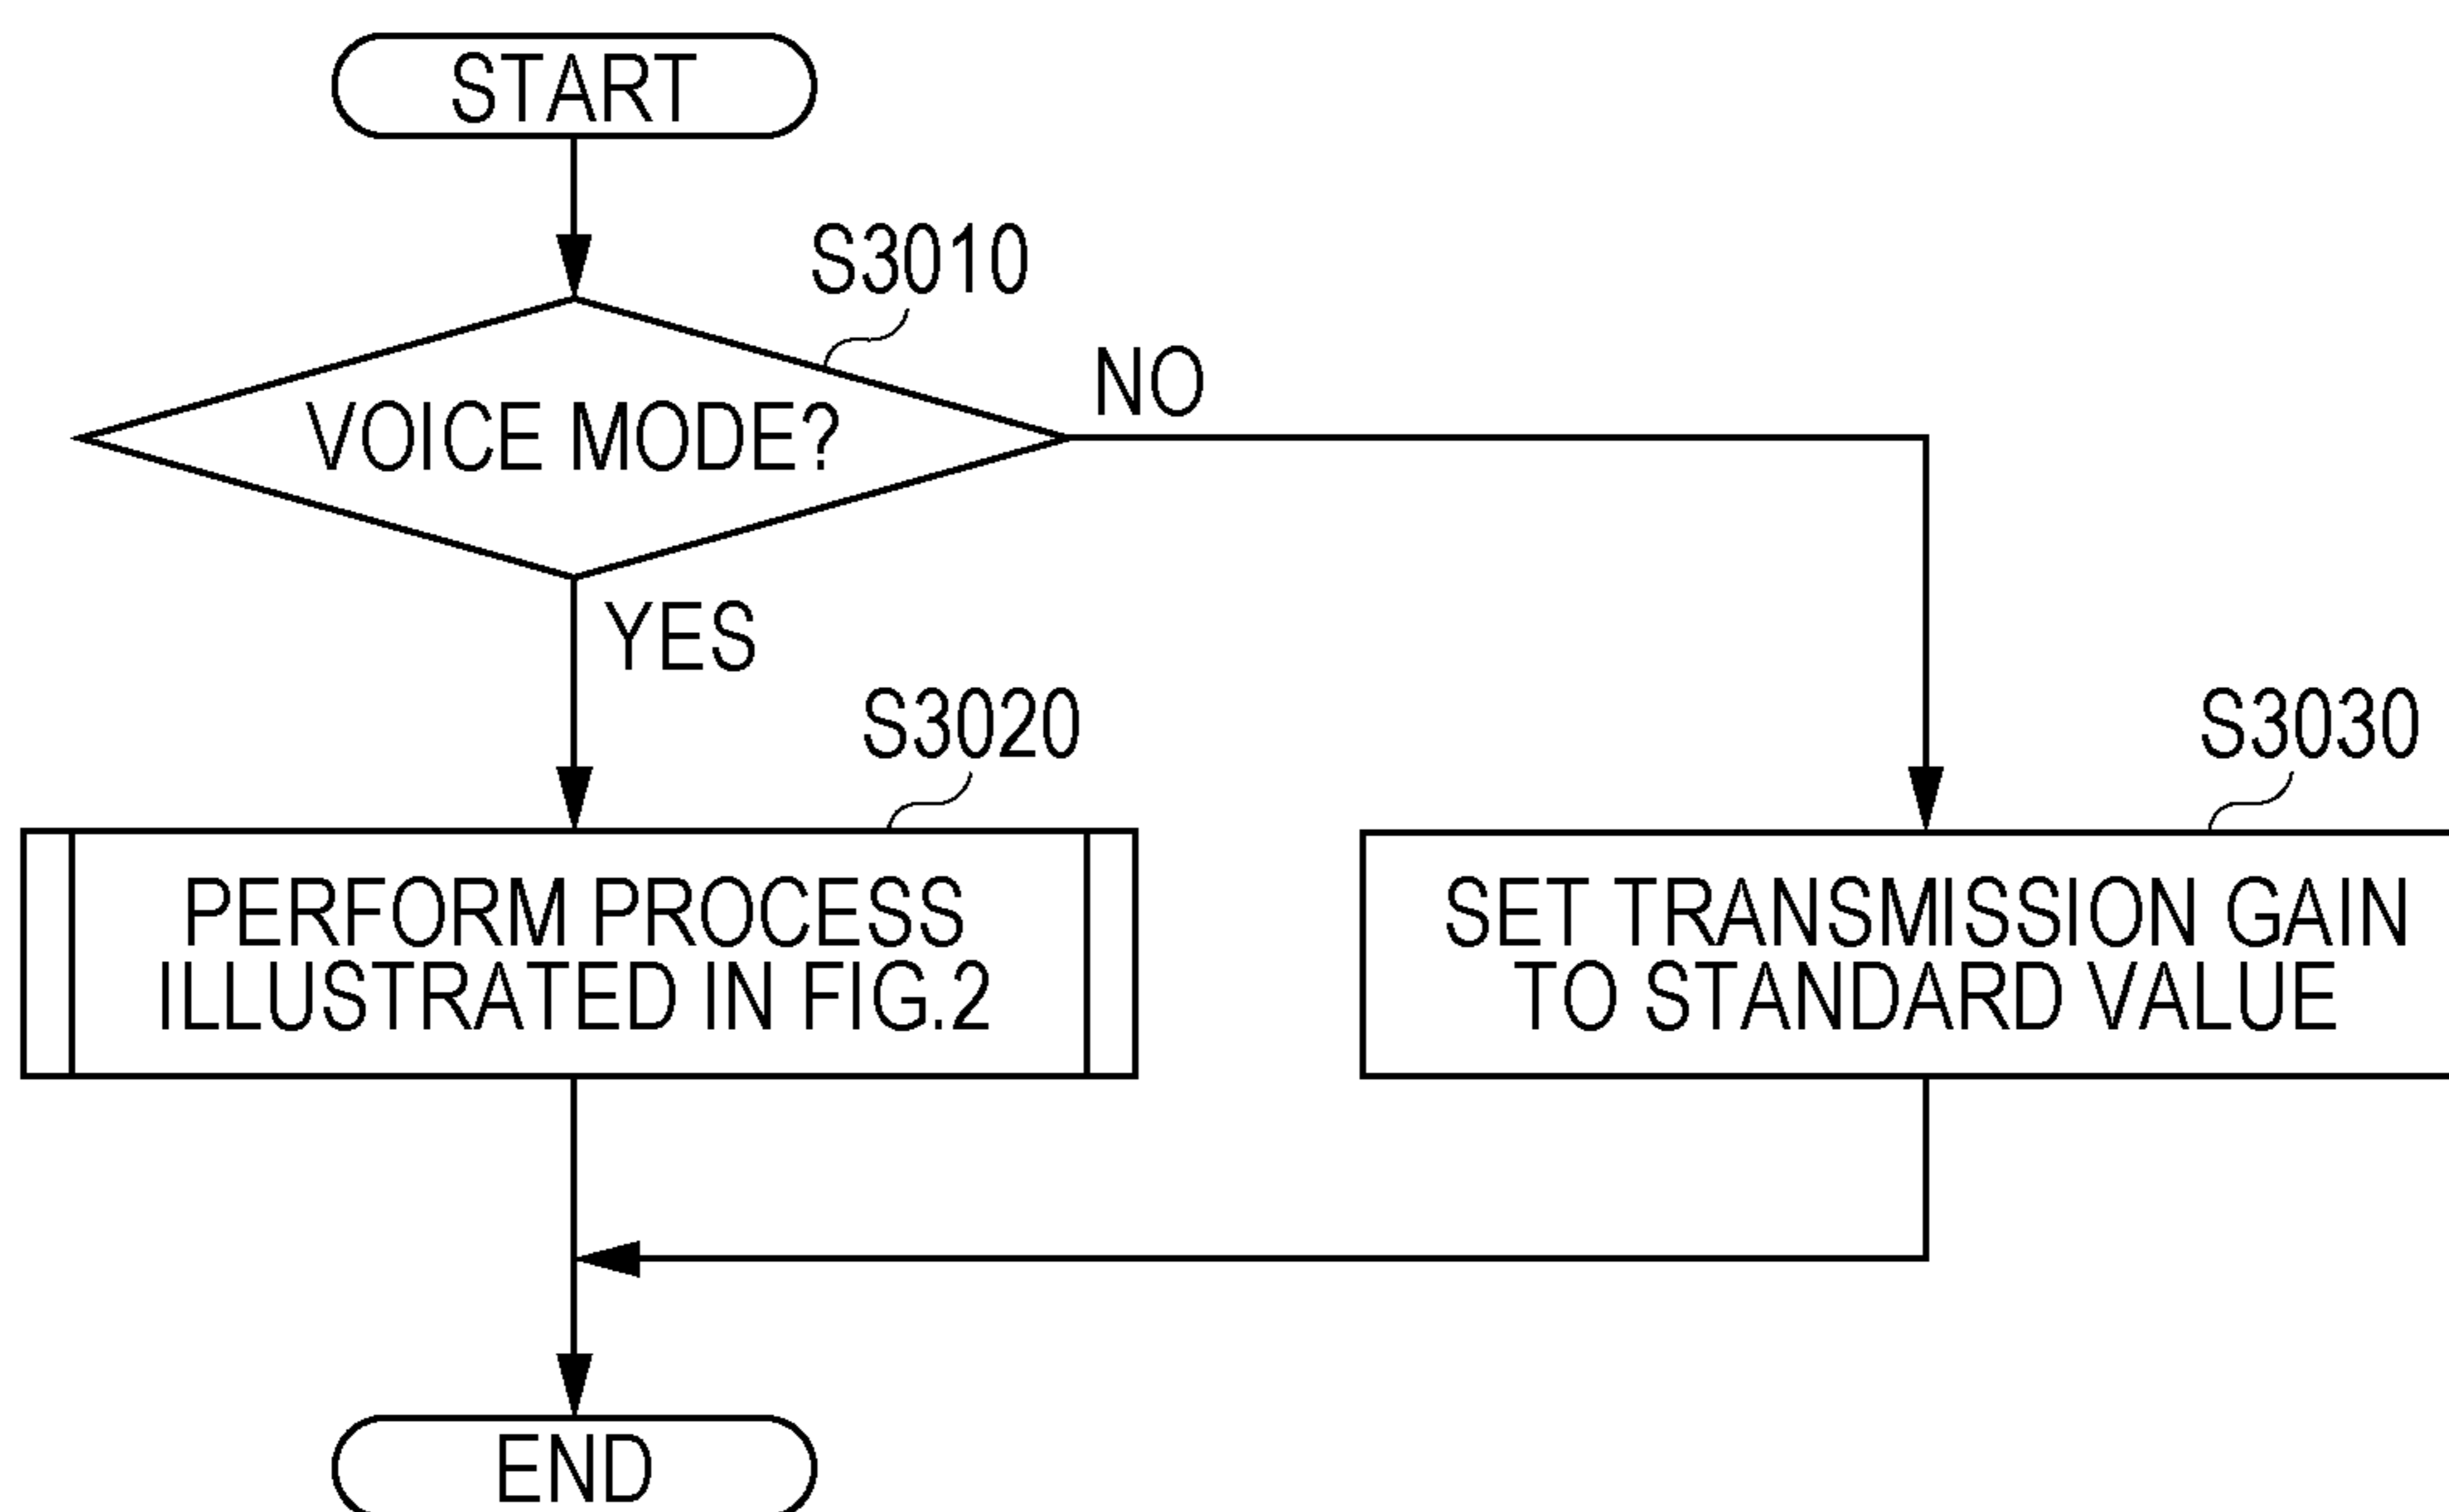 START
S3010
NO
VOICE MODE?
YES
S3020
S3030
PERFORM PROCESS
ILLUSTRATED IN FIG.2
SET TRANSMISSION GAIN
TO STANDARD VALUE
END